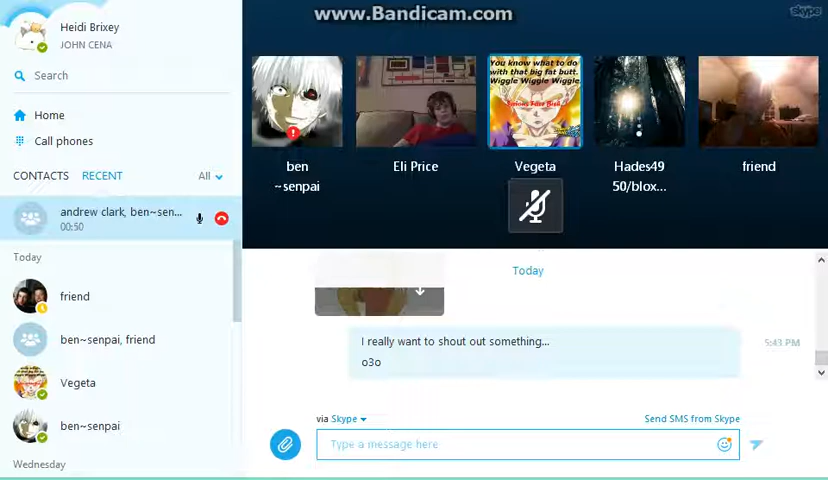 www.Bandicam.com
skype
Heidi Brixey
JOHN CENA
Search
Home
Call phones
CONTACTS RECENT All
andrew clark, ben~sen...
00:50
Today
friend
ben~senpai, friend
Vegeta
ben~senpai
Wednesday
You know what to do
with that big fat butt.
Wiggle Wiggle Wiggle
ben
~senpai
Eli Price
Vegeta
Hades49
50/blox...
friend
Today
I really want to shout out something...
o3o
5:43 PM
via Skype
Send SMS from Skype
Type a message here